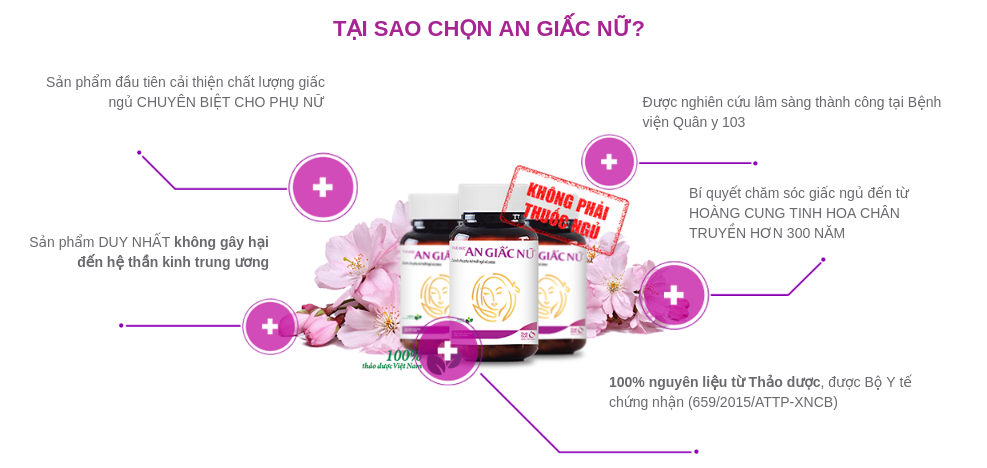 TẠI SAO CHỌN AN GIẤC NỮ?
Sản phẩm đầu tiên cải thiện chất lượng giấc
ngủ CHUYÊN BIỆT CHO PHỤ NỮ
Được nghiên cứu lâm sàng thành công tại Bệnh
viện Quân y 103
Bí quyết chăm sóc giấc ngủ đến từ
HOÀNG CUNG TINH HOA CHÂN
TRUYỀN HƠN 300 NĂM
Sản phẩm DUY NHẤT không gây hại
đến hệ thần kinh trung ương
KHÔNG PHẢI
THUỐC NGỦ
AN GIẤC NỮ
AN GIẤC NỮ
100%
thảo dược Việt Nam
100% nguyên liệu từ Thảo dược, được Bộ Y tế
chứng nhận (659/2015/ATTP-XNCB)